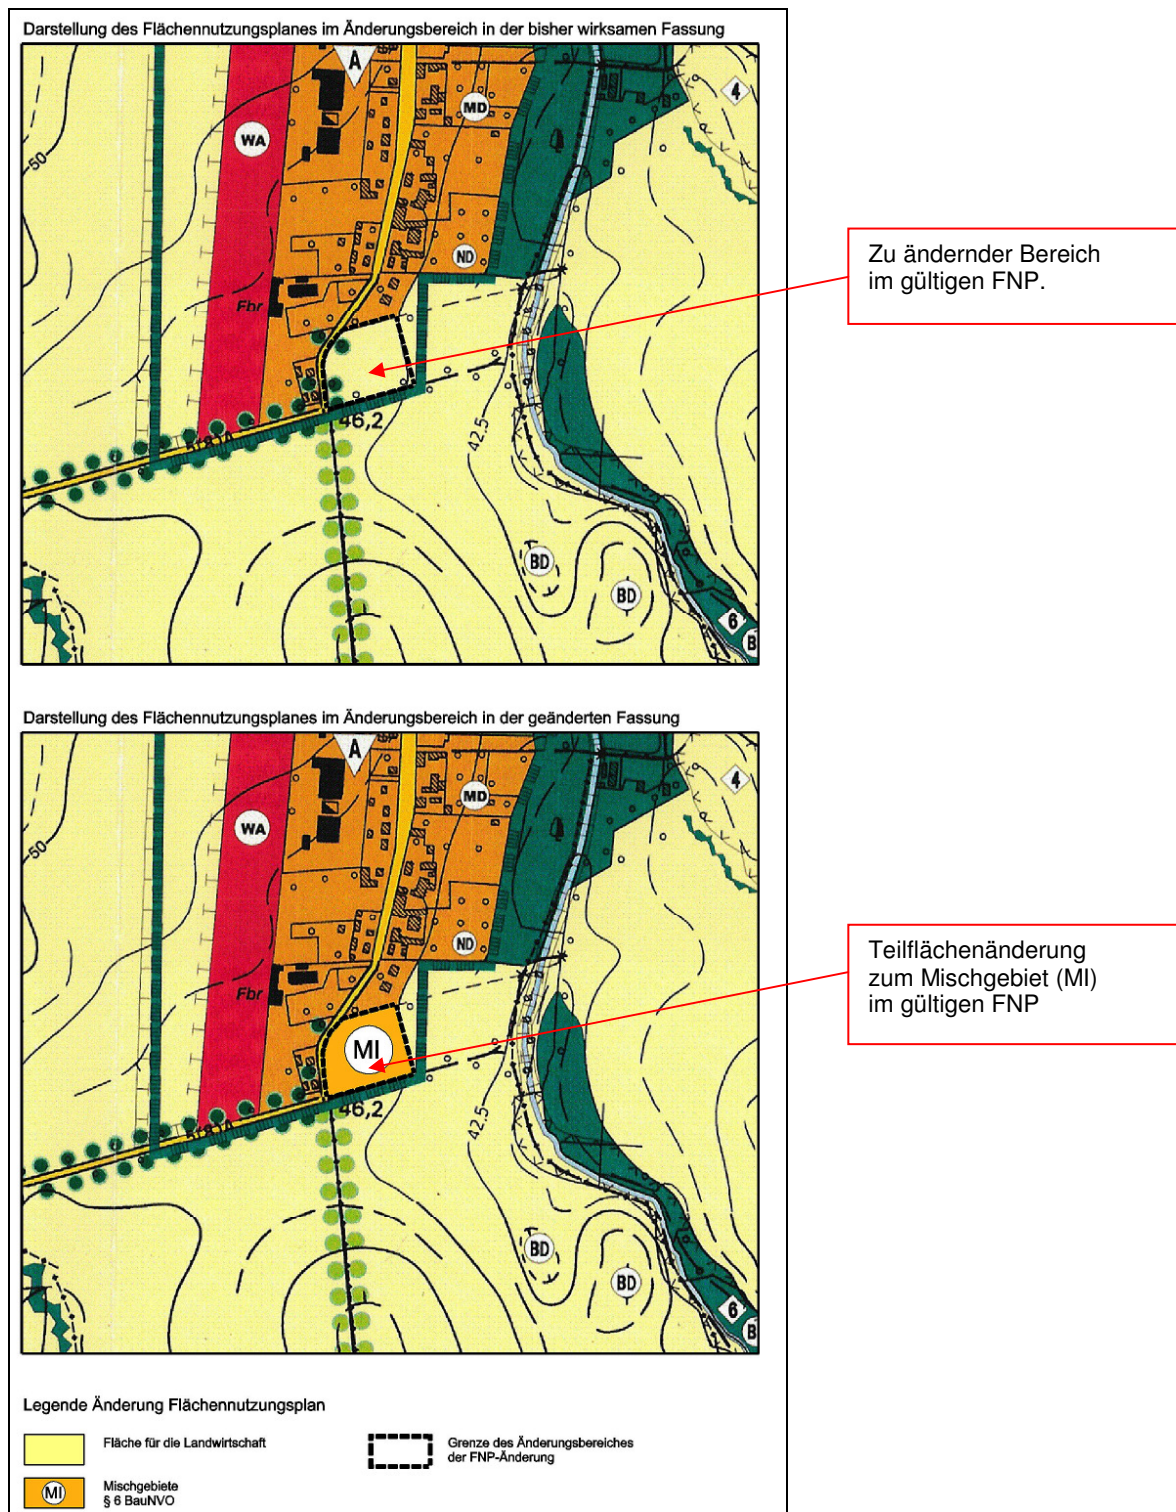 Darstellung des Flächennutzungsplanes im Änderungsbereich in der bisher wirksamen Fassung
A
4
MD
50
WA
ND
Zu ändernder Bereich
im gültigen FNP.
Fbr
46,2
42.5
BD
BD
6
B
Darstellung des Flächennutzungsplanes im Änderungsbereich in der geänderten Fassung
A
4
MD
50
WA
ND
Teilflächenänderung
zum Mischgebiet (MI)
im gültigen FNP
Fbr
MI
46,2
42.5
BD
BD
6
B
Legende Änderung Flächennutzungsplan
Fläche für die Landwirtschaft
Grenze des Änderungsbereiches
der FNP-Änderung
MI
Mischgebiete
§ 6 BauNVO